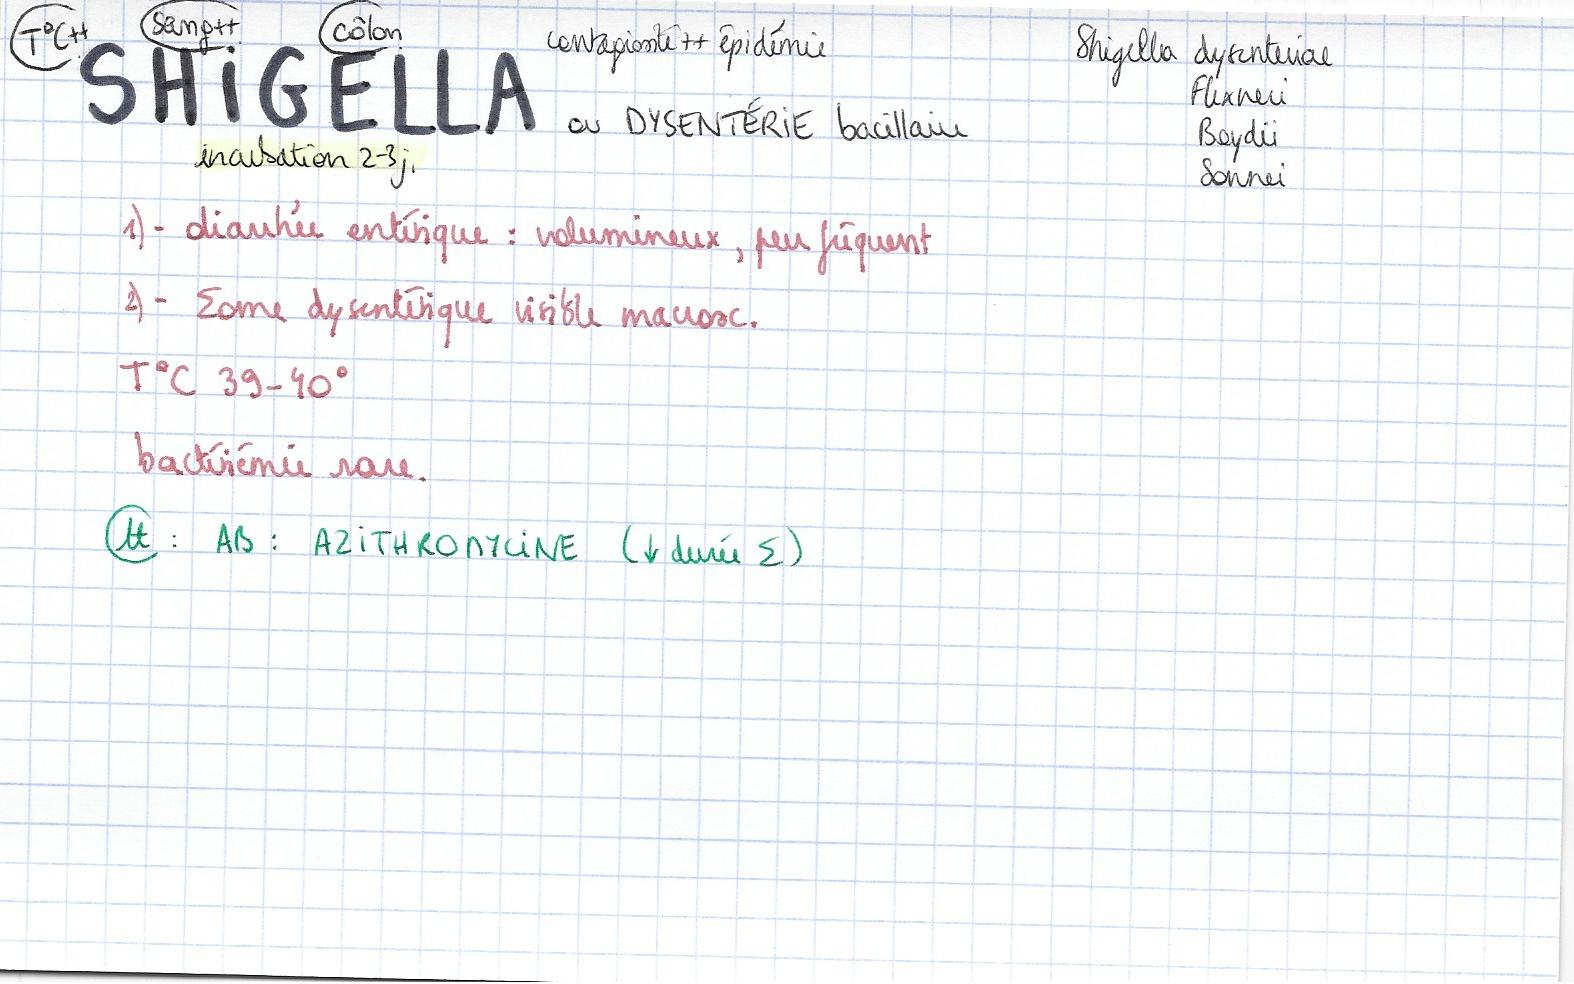 T°C++ sang++ côlon contagiosité++ épidémie
SHIGELLA ou DYSENTÉRIE bacillaire
incubation 2-3j.
Shigella dysenteriae
Flexneri
Boydii
Sonnei
1)- diarrhée entérique : volumineux, peu fréquent
2)- Σome dysentérique visible macrosc.
T°C 39-40°
bactériémie rare.
tt : AB : AZITHROMYCINE (↓ durée Σ)